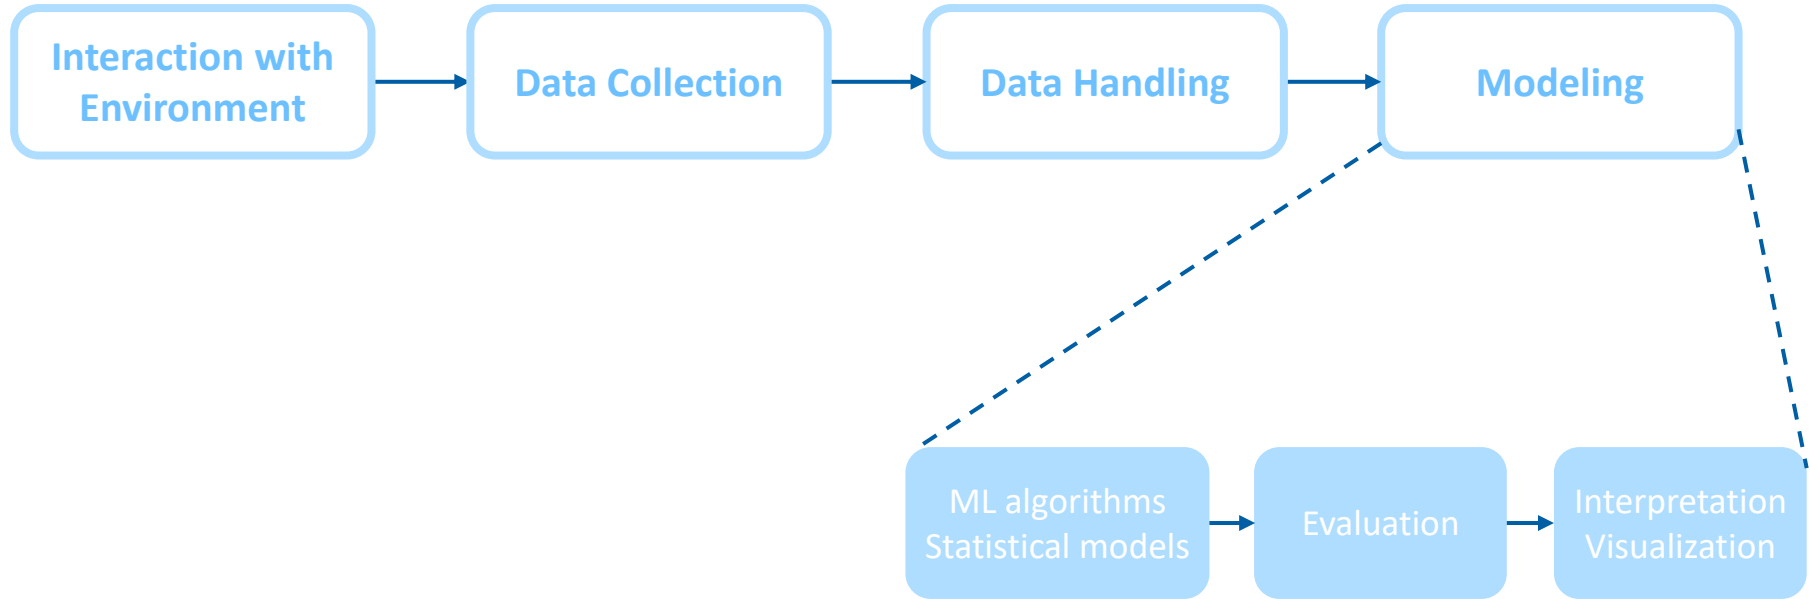 Interaction with
Environment
Data Collection
Data Handling
Modeling
ML algorithms
Statistical models
Evaluation
Interpretation
Visualization